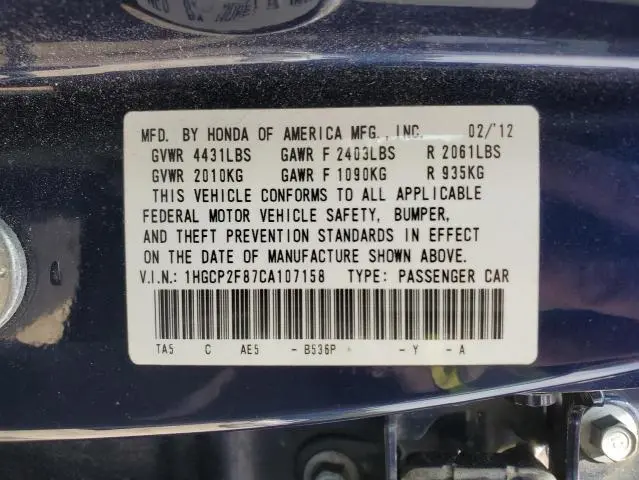 MFD. BY HONDA OF AMERICA MFG., INC. 02/'12
GVWR 4431LBS GAWR F 2403LBS R 2061LBS
GVWR 2010KG GAWR F 1090KG R 935KG
THIS VEHICLE CONFORMS TO ALL APPLICABLE
FEDERAL MOTOR VEHICLE SAFETY, BUMPER,
AND THEFT PREVENTION STANDARDS IN EFFECT
ON THE DATE OF MANUFACTURE SHOWN ABOVE.
V.I.N.: 1HGCP2F87CA107158 TYPE: PASSENGER CAR
TA5 C AE5 - B536P - Y - A